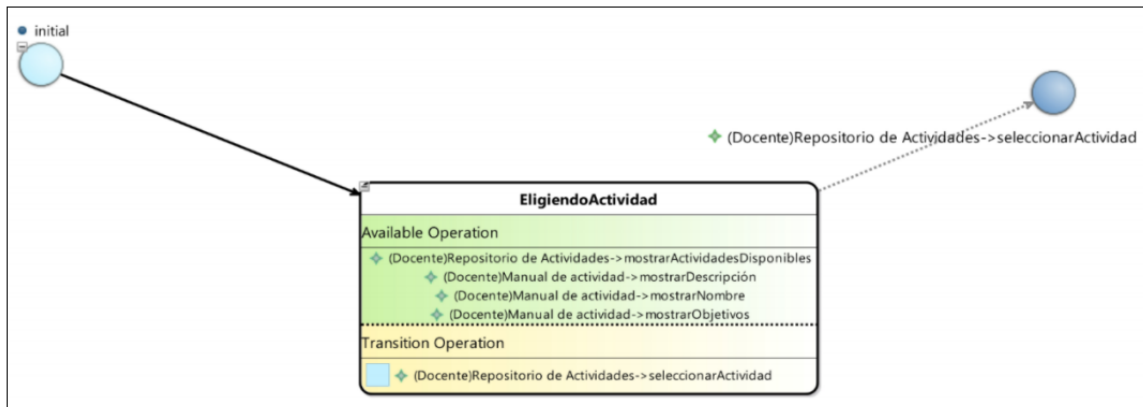 initial
(Docente)Repositorio de Actividades->seleccionarActividad
EligiendoActividad
Available Operation
(Docente)Repositorio de Actividades->mostrarActividadesDisponibles
(Docente)Manual de actividad->mostrarDescripción
(Docente)Manual de actividad->mostrarNombre
(Docente)Manual de actividad->mostrarObjetivos
Transition Operation
(Docente)Repositorio de Actividades->seleccionarActividad